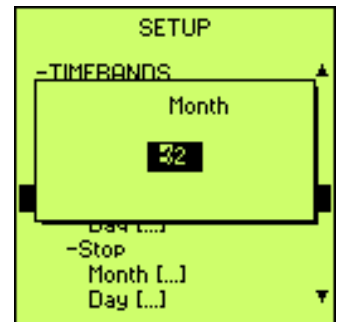 SETUP
-TIMEBANDS
Month
32
Day [...]
-Stop
Month [...]
Day [...]